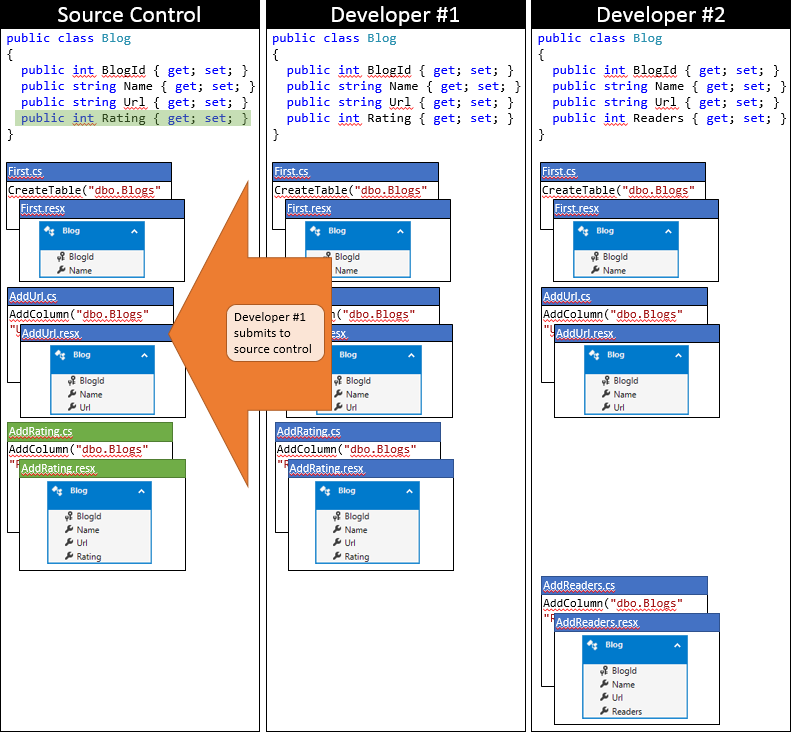 Source Control
public class Blog
{
public int BlogId { get; set; }
public string Name { get; set; }
public string Url { get; set; }
public int Rating { get; set; }
}
First.cs
CreateTable("dbo.Blogs"
First.resx
Blog
BlogId
Name
AddUrl.cs
AddColumn("dbo.Blogs"
AddUrl.resx
Blog
BlogId
Name
Url
AddRating.cs
AddColumn("dbo.Blogs"
AddRating.resx
Blog
BlogId
Name
Url
Rating
Developer #1
submits to
source control
Developer #1
public class Blog
{
public int BlogId { get; set; }
public string Name { get; set; }
public string Url { get; set; }
public int Rating { get; set; }
}
First.cs
CreateTable("dbo.Blogs"
First.resx
Blog
BlogId
Name
"dbo.Blogs"
Blog
BlogId
Name
Url
AddRating.cs
AddColumn("dbo.Blogs"
AddRating.resx
Blog
BlogId
Name
Url
Rating
Developer #2
public class Blog
{
public int BlogId { get; set; }
public string Name { get; set; }
public string Url { get; set; }
public int Readers { get; set; }
}
First.cs
CreateTable("dbo.Blogs"
First.resx
Blog
BlogId
Name
AddUrl.cs
AddColumn("dbo.Blogs"
AddUrl.resx
Blog
BlogId
Name
Url
AddReaders.cs
AddColumn("dbo.Blogs"
AddReaders.resx
Blog
BlogId
Name
Url
Readers